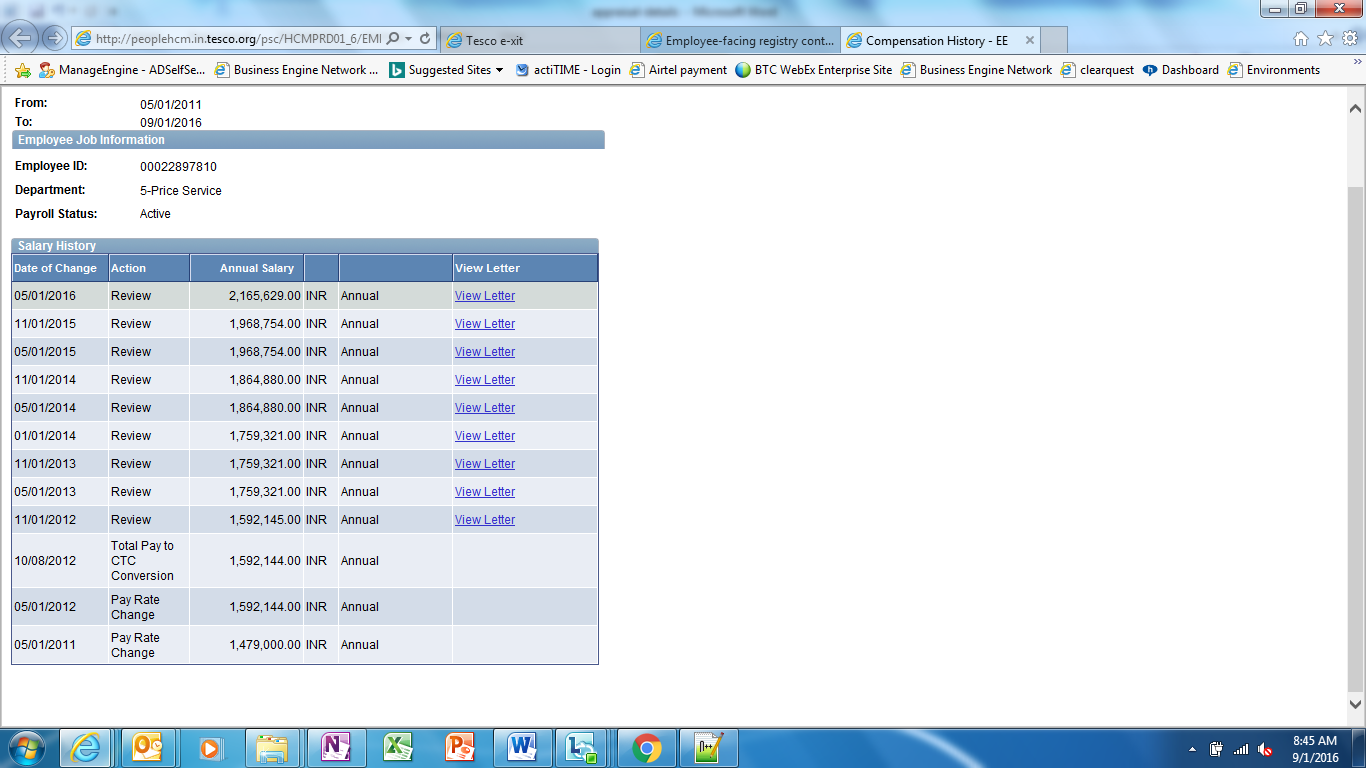 appraisal details - Microsoft Word
http://peoplehcm.in.tesco.org/psc/HCMPRD01_6/EMI
Tesco e-xit
Employee-facing registry cont...
Compensation History - EE
ManageEngine - ADSelfSe...
Business Engine Network ...
Suggested Sites
actiTIME - Login
Airtel payment
BTC WebEx Enterprise Site
Business Engine Network
clearquest
Dashboard
Environments
From: 05/01/2011
To: 09/01/2016
Employee Job Information
Employee ID: 00022897810
Department: 5-Price Service
Payroll Status: Active
Salary History
Date of Change Action Annual Salary View Letter
05/01/2016 Review 2,165,629.00 INR Annual View Letter
11/01/2015 Review 1,968,754.00 INR Annual View Letter
05/01/2015 Review 1,968,754.00 INR Annual View Letter
11/01/2014 Review 1,864,880.00 INR Annual View Letter
05/01/2014 Review 1,864,880.00 INR Annual View Letter
01/01/2014 Review 1,759,321.00 INR Annual View Letter
11/01/2013 Review 1,759,321.00 INR Annual View Letter
05/01/2013 Review 1,759,321.00 INR Annual View Letter
11/01/2012 Review 1,592,145.00 INR Annual View Letter
10/08/2012 Total Pay to CTC Conversion 1,592,144.00 INR Annual
05/01/2012 Pay Rate Change 1,592,144.00 INR Annual
05/01/2011 Pay Rate Change 1,479,000.00 INR Annual
8:45 AM
9/1/2016